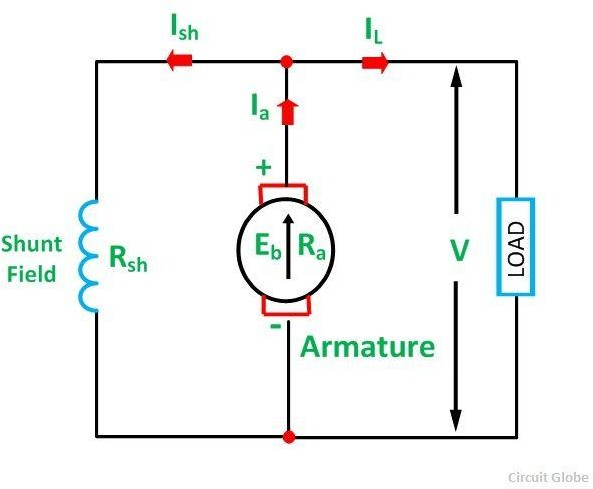 Ish
IL
Ia
+
Shunt
Field
Rsh
Eb
Ra
V
LOAD
-
Armature
Circuit Globe